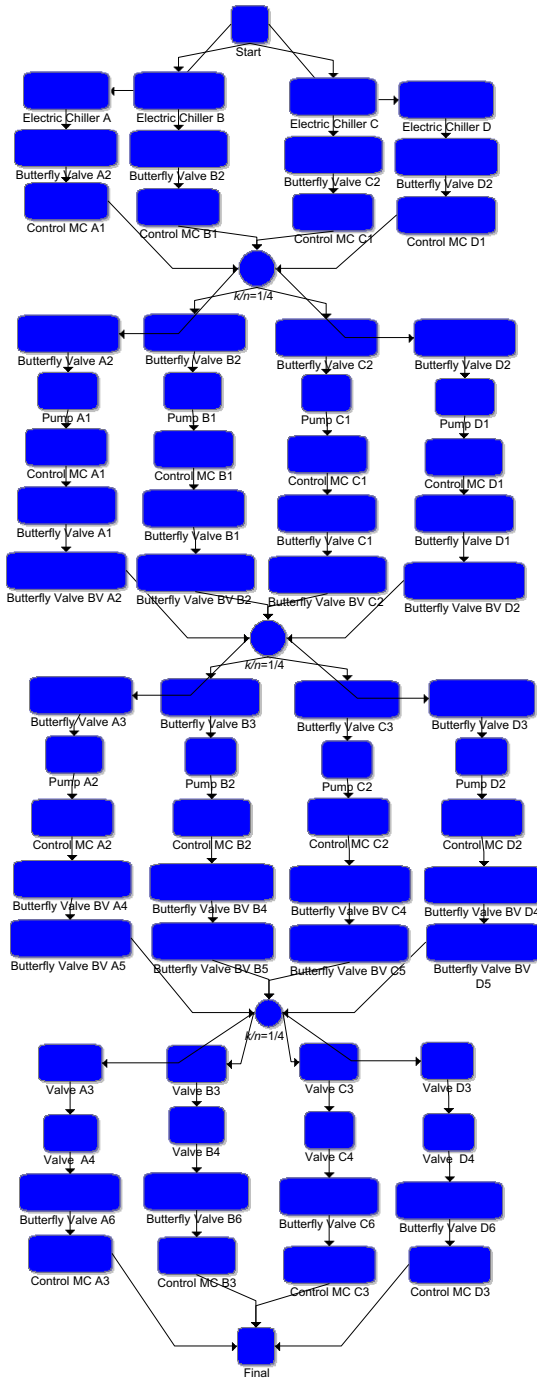 Start
Electric Chiller A
Electric Chiller B
Electric Chiller C
Electric Chiller D
Butterfly Valve A2
Butterfly Valve B2
Butterfly Valve C2
Butterfly Valve D2
Control MC A1
Control MC B1
Control MC C1
Control MC D1
k/n=1/4
Butterfly Valve A2
Butterfly Valve B2
Butterfly Valve C2
Butterfly Valve D2
Pump A1
Pump B1
Pump C1
Pump D1
Control MC A1
Control MC B1
Control MC C1
Control MC D1
Butterfly Valve A1
Butterfly Valve B1
Butterfly Valve C1
Butterfly Valve D1
Butterfly Valve BV A2
Butterfly Valve BV B2
Butterfly Valve BV C2
Butterfly Valve BV D2
k/n=1/4
Butterfly Valve A3
Butterfly Valve B3
Butterfly Valve C3
Butterfly Valve D3
Pump A2
Pump B2
Pump C2
Pump D2
Control MC A2
Control MC B2
Control MC C2
Control MC D2
Butterfly Valve BV A4
Butterfly Valve BV B4
Butterfly Valve BV C4
Butterfly Valve BV D4
Butterfly Valve BV A5
Butterfly Valve BV B5
Butterfly Valve BV C5
Butterfly Valve BV
D5
k/n=1/4
Valve A3
Valve B3
Valve C3
Valve D3
Valve A4
Valve B4
Valve C4
Valve D4
Butterfly Valve A6
Butterfly Valve B6
Butterfly Valve C6
Butterfly Valve D6
Control MC A3
Control MC B3
Control MC C3
Control MC D3
Final